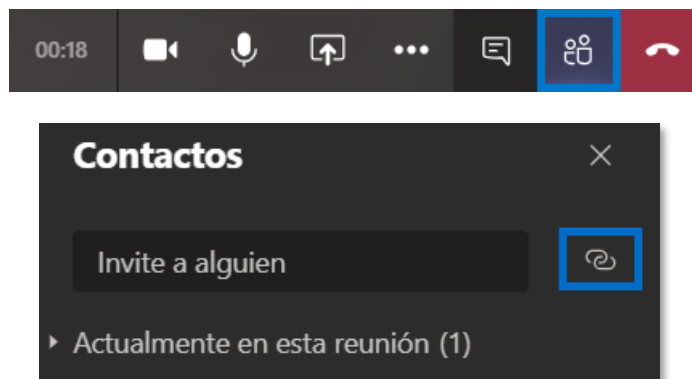 00:18
Contactos
Invite a alguien
Actualmente en esta reunión (1)